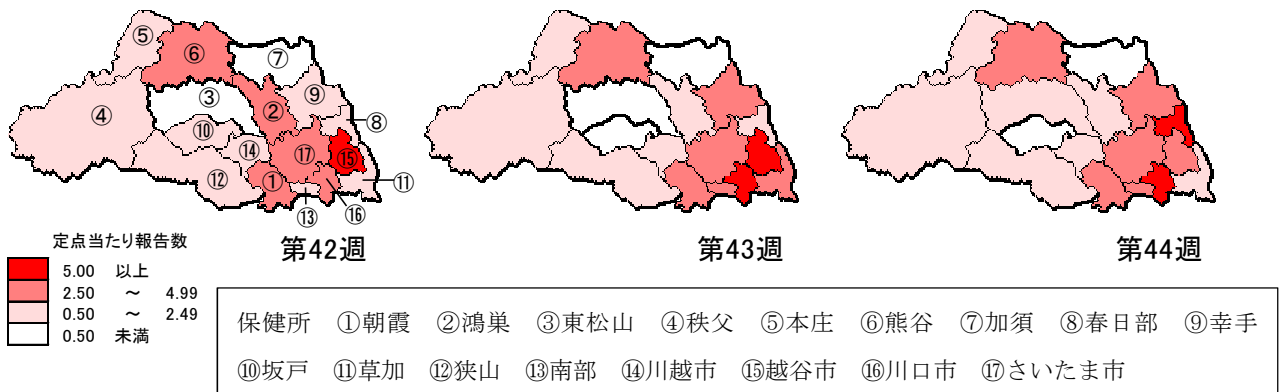 ⑤
⑥
⑦
③
④
②
⑨
⑧
⑩
⑭
⑰
⑮
⑫
①
⑪
⑬
⑯
第42週
第43週
第44週
定点当たり報告数
5.00 以上
2.50 ～ 4.99
0.50 ～ 2.49
0.50 未満
保健所 ①朝霞 ②鴻巣 ③東松山 ④秩父 ⑤本庄 ⑥熊谷 ⑦加須 ⑧春日部 ⑨幸手
⑩坂戸 ⑪草加 ⑫狭山 ⑬南部 ⑭川越市 ⑮越谷市 ⑯川口市 ⑰さいたま市